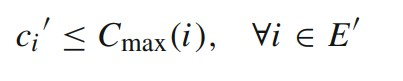 cᵢ′ ≤ Cₘₐₓ(i), ∀i ∈ E′